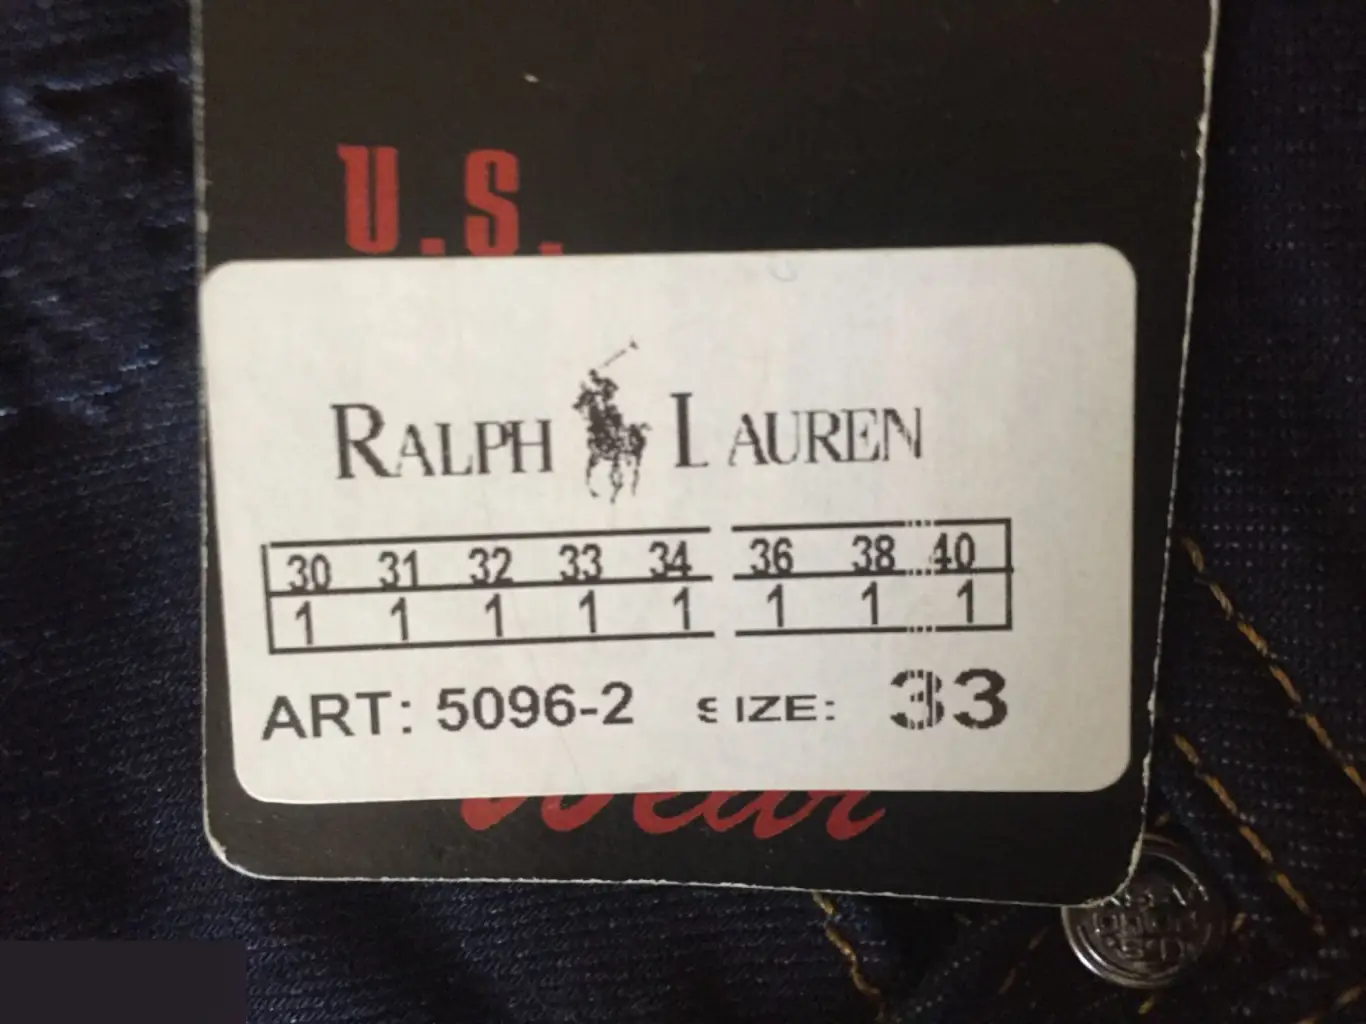 U.S.
RALPH LAUREN
30 31 32 33 34 36 38 40
1 1 1 1 1 1 1 1
ART: 5096-2 SIZE: 33
Wear